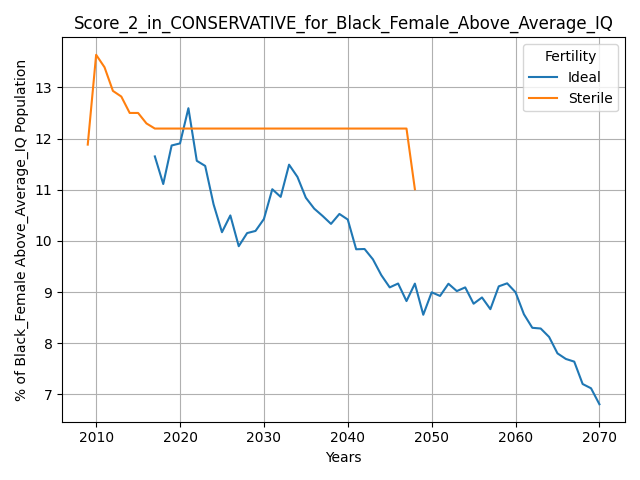 Score_2_in_CONSERVATIVE_for_Black_Female_Above_Average_IQ
% of Black_Female Above_Average_IQ Population
13
12
11
10
9
8
7
Fertility
Ideal
Sterile
2010 2020 2030 2040 2050 2060 2070
Years